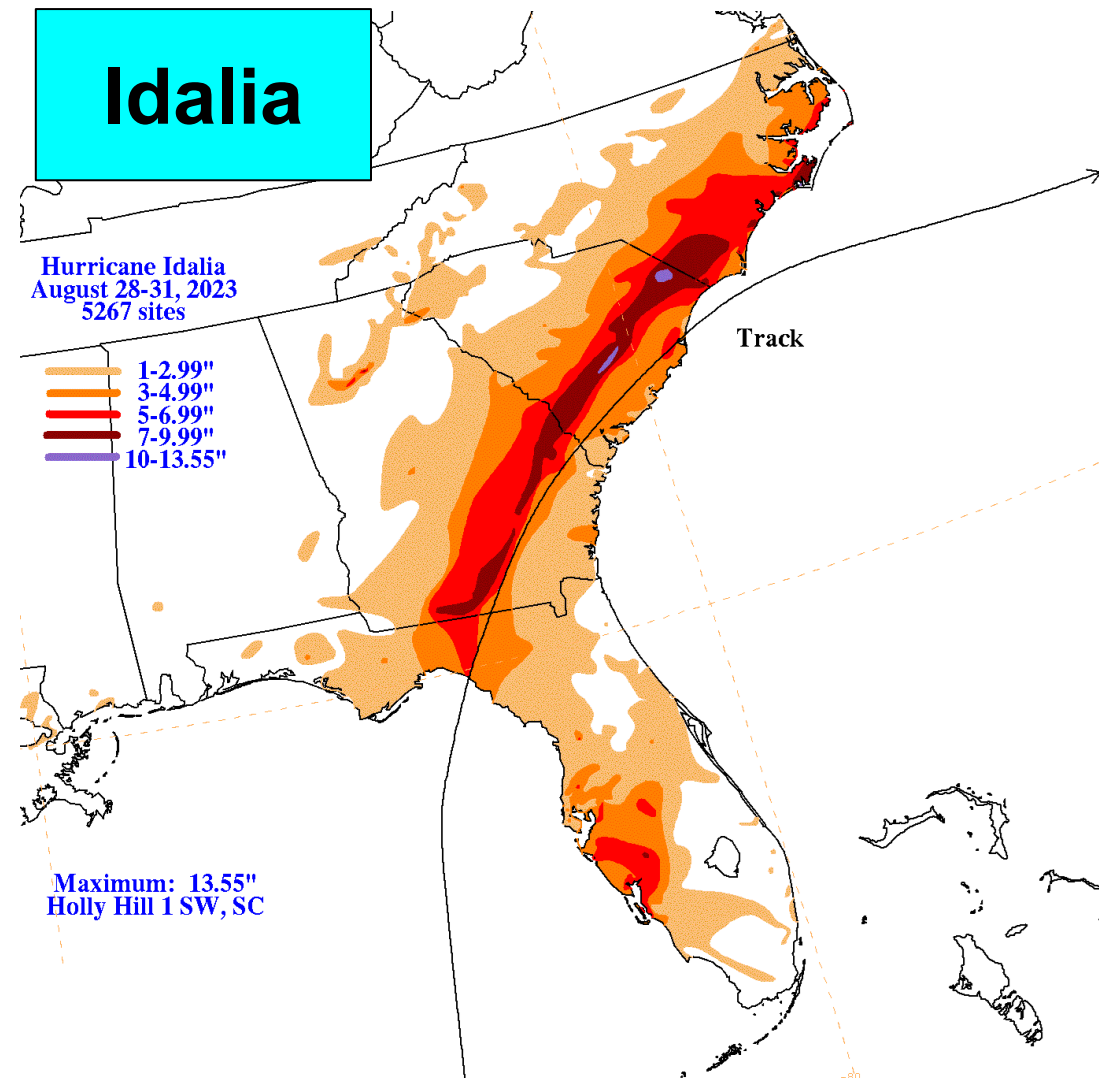 Idalia
Hurricane Idalia
August 28-31, 2023
5267 sites
Track
1-2.99"
3-4.99"
5-6.99"
7-9.99"
10-13.55"
Maximum:  13.55"
Holly Hill 1 SW, SC
-80